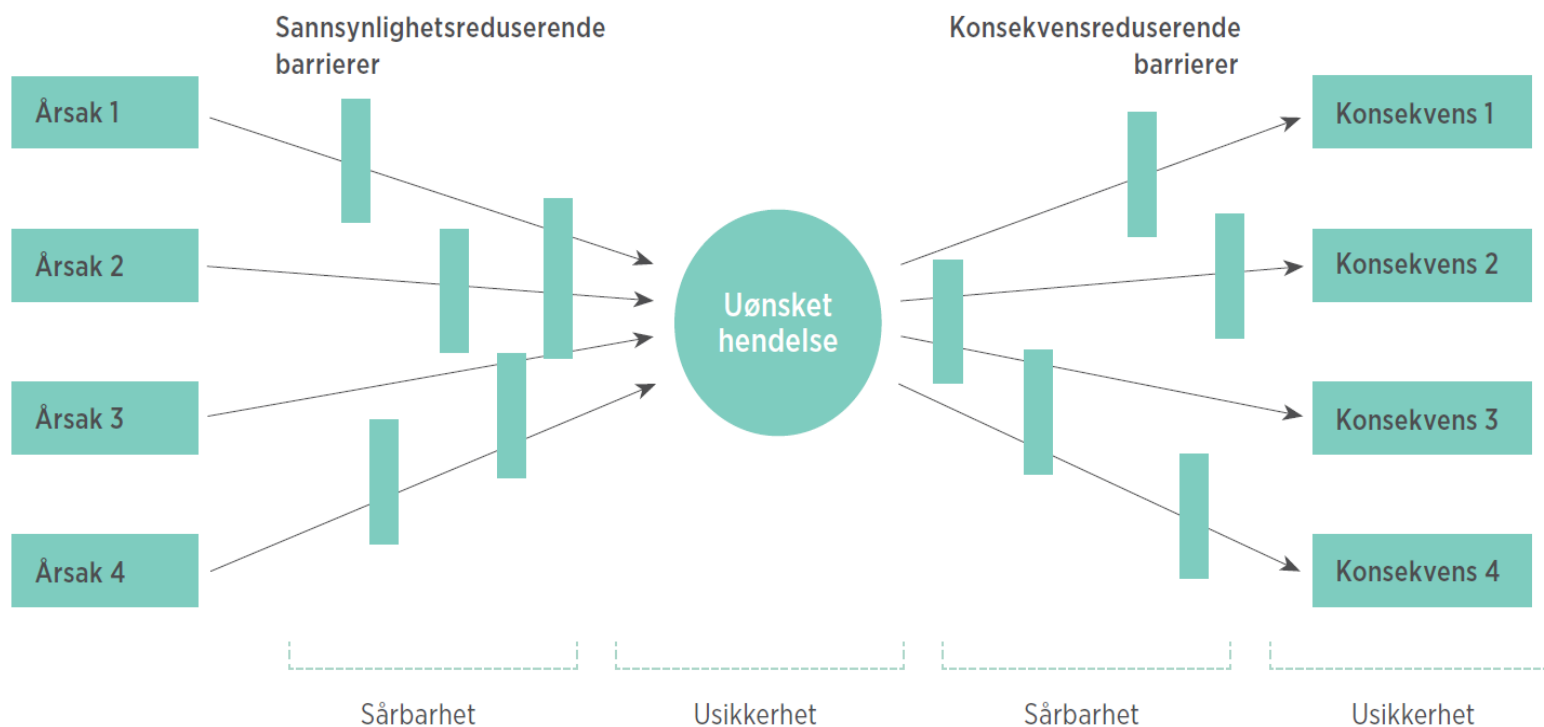 Sannsynlighetsreduserende
barrierer
Konsekvensreduserende
barrierer
Årsak 1
Årsak 2
Årsak 3
Årsak 4
Uønsket
hendelse
Konsekvens 1
Konsekvens 2
Konsekvens 3
Konsekvens 4
Sårbarhet
Usikkerhet
Sårbarhet
Usikkerhet